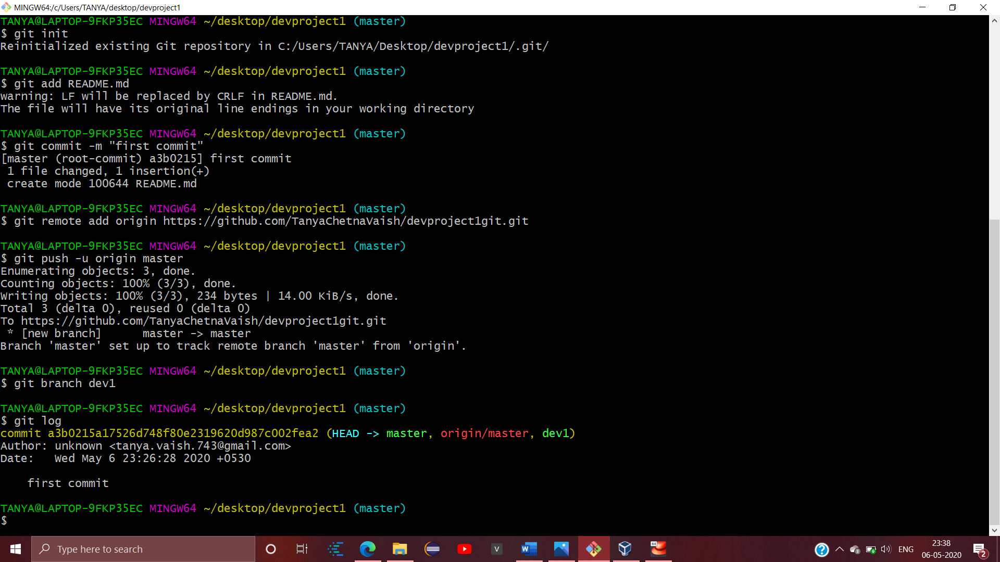 MINGW64:/c/Users/TANYA/desktop/devproject1
TANYA@LAPTOP-9FKP35EC MINGW64 ~/desktop/devproject1 (master)
$ git init
Reinitialized existing Git repository in C:/Users/TANYA/Desktop/devproject1/.git/
TANYA@LAPTOP-9FKP35EC MINGW64 ~/desktop/devproject1 (master)
$ git add README.md
warning: LF will be replaced by CRLF in README.md.
The file will have its original line endings in your working directory
TANYA@LAPTOP-9FKP35EC MINGW64 ~/desktop/devproject1 (master)
$ git commit -m "first commit"
[master (root-commit) a3b0215] first commit
 1 file changed, 1 insertion(+)
 create mode 100644 README.md
TANYA@LAPTOP-9FKP35EC MINGW64 ~/desktop/devproject1 (master)
$ git remote add origin https://github.com/TanyaChetnaVaish/devproject1git.git
TANYA@LAPTOP-9FKP35EC MINGW64 ~/desktop/devproject1 (master)
$ git push -u origin master
Enumerating objects: 3, done.
Counting objects: 100% (3/3), done.
Writing objects: 100% (3/3), 234 bytes | 14.00 KiB/s, done.
Total 3 (delta 0), reused 0 (delta 0)
To https://github.com/TanyaChetnaVaish/devproject1git.git
 * [new branch]      master -> master
Branch 'master' set up to track remote branch 'master' from 'origin'.
TANYA@LAPTOP-9FKP35EC MINGW64 ~/desktop/devproject1 (master)
$ git branch dev1
TANYA@LAPTOP-9FKP35EC MINGW64 ~/desktop/devproject1 (master)
$ git log
commit a3b0215a17526d748f80e2319620d987c002fea2 (HEAD -> master, origin/master, dev1)
Author: unknown <tanya.vaish.743@gmail.com>
Date:   Wed May 6 23:26:28 2020 +0530
    first commit
TANYA@LAPTOP-9FKP35EC MINGW64 ~/desktop/devproject1 (master)
$
Type here to search
V
W
64
ENG
23:38
06-05-2020
2